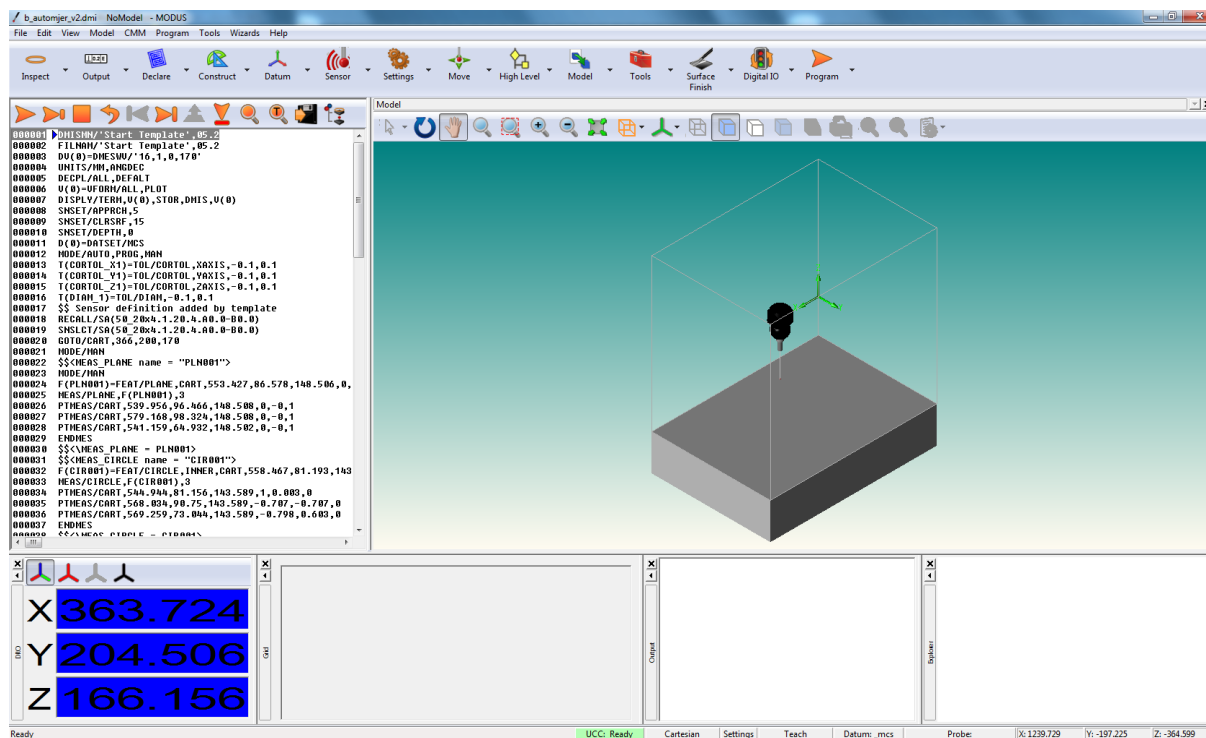 b_automjer_v2.dmi NoModel - MODUS
File Edit View Model CMM Program Tools Wizards Help
Inspect Output Declare Construct Datum Sensor Settings Move High Level Model Tools Surface Finish Digital IO Program
Model
000001 DMISMN/'Start Template',05.2
000002 FILNAM/'Start Template',05.2
000003 DV(0)=DMESWV/'16,1,0,170'
000004 UNITS/MM,ANGDEC
000005 DECPL/ALL,DEFALT
000006 V(0)=VFORM/ALL,PLOT
000007 DISPLY/TERM,V(0),STOR,DMIS,V(0)
000008 SNSET/APPRCH,5
000009 SNSET/CLRSRF,15
000010 SNSET/DEPTH,0
000011 D(0)=DATSET/MCS
000012 MODE/AUTO,PROG,MAN
000013 T(CORTOL_X1)=TOL/CORTOL,XAXIS,-0.1,0.1
000014 T(CORTOL_Y1)=TOL/CORTOL,YAXIS,-0.1,0.1
000015 T(CORTOL_Z1)=TOL/CORTOL,ZAXIS,-0.1,0.1
000016 T(DIAM_1)=TOL/DIAM,-0.1,0.1
000017 $$ Sensor definition added by template
000018 RECALL/SA(50_20x4.1.20.4.A0.0-B0.0)
000019 SNSLCT/SA(50_20x4.1.20.4.A0.0-B0.0)
000020 GOTO/CART,366,200,170
000021 MODE/MAN
000022 $$<MEAS_PLANE name = "PLN001">
000023 MODE/MAN
000024 F(PLN001)=FEAT/PLANE,CART,553.427,86.578,148.506,0,
000025 MEAS/PLANE,F(PLN001),3
000026 PTMEAS/CART,539.956,96.466,148.508,0,-0,1
000027 PTMEAS/CART,579.168,98.324,148.508,0,-0,1
000028 PTMEAS/CART,541.159,64.932,148.502,0,-0,1
000029 ENDMES
000030 $$<\MEAS_PLANE = PLN001>
000031 $$<MEAS_CIRCLE name = "CIR001">
000032 F(CIR001)=FEAT/CIRCLE,INNER,CART,558.467,81.193,143
000033 MEAS/CIRCLE,F(CIR001),3
000034 PTMEAS/CART,544.944,81.156,143.589,1,0.003,0
000035 PTMEAS/CART,568.034,90.75,143.589,-0.707,-0.707,0
000036 PTMEAS/CART,569.259,73.044,143.589,-0.798,0.603,0
000037 ENDMES
000038 $$<\MEAS_CIRCLE = CIR001>
DRO
X 363.724
Y 204.506
Z 166.156
Grid
Output
Explorer
Ready UCC: Ready Cartesian Settings Teach Datum: _mcs Probe: X: 1239.729 Y: -197.225 Z: -364.599